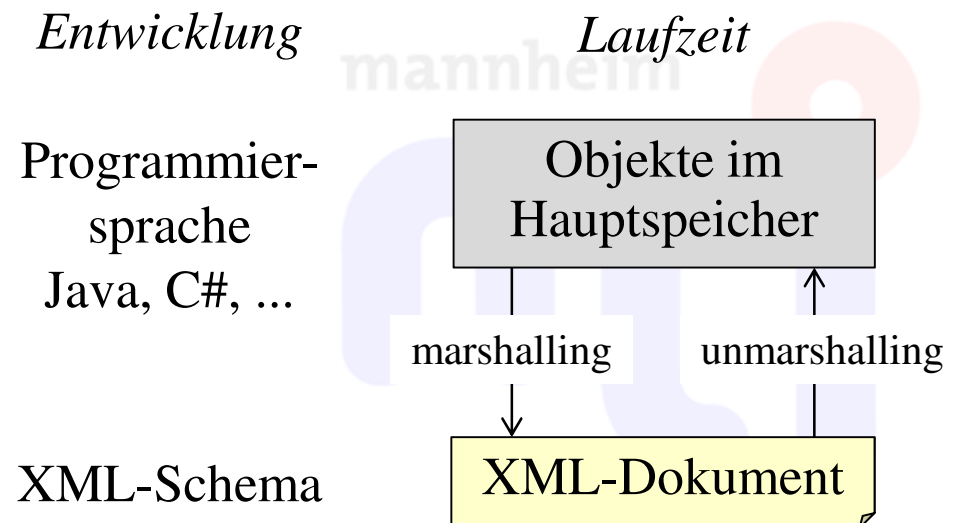 Entwicklung
Laufzeit
mannheim
Programmier-
sprache
Java, C#, ...
Objekte im
Hauptspeicher
marshalling
unmarshalling
XML-Schema
XML-Dokument